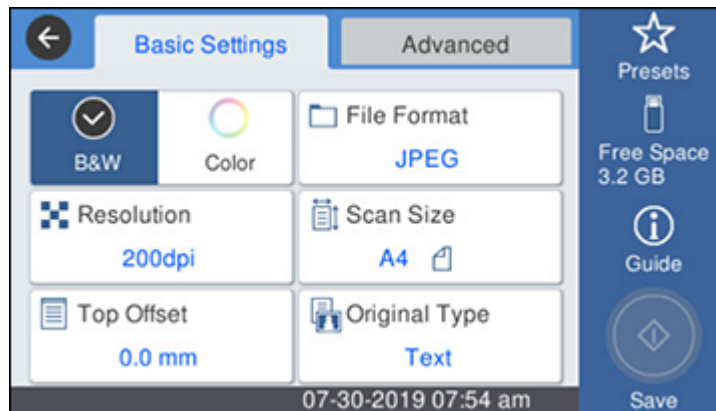 Basic Settings
Advanced
Presets
B&W
Color
File Format
JPEG
Free Space
3.2 GB
Resolution
200dpi
Scan Size
A4
Guide
Top Offset
0.0 mm
Original Type
Text
07-30-2019 07:54 am
Save